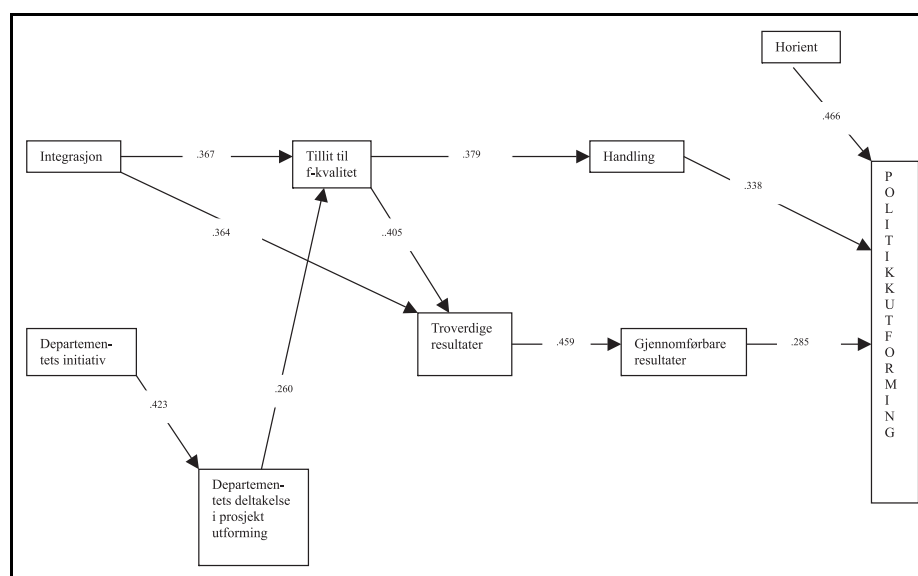 Horient
.466
Integrasjon
.367
Tillit til
f-kvalitet
.379
Handling
.338
.364
..405
POLITIKKUTFORMING
Departemen-
tets initiativ
Troverdige
resultater
.459
Gjennomførbare
resultater
.285
.260
.423
Departemen-
tets deltakelse
i prosjekt
utforming